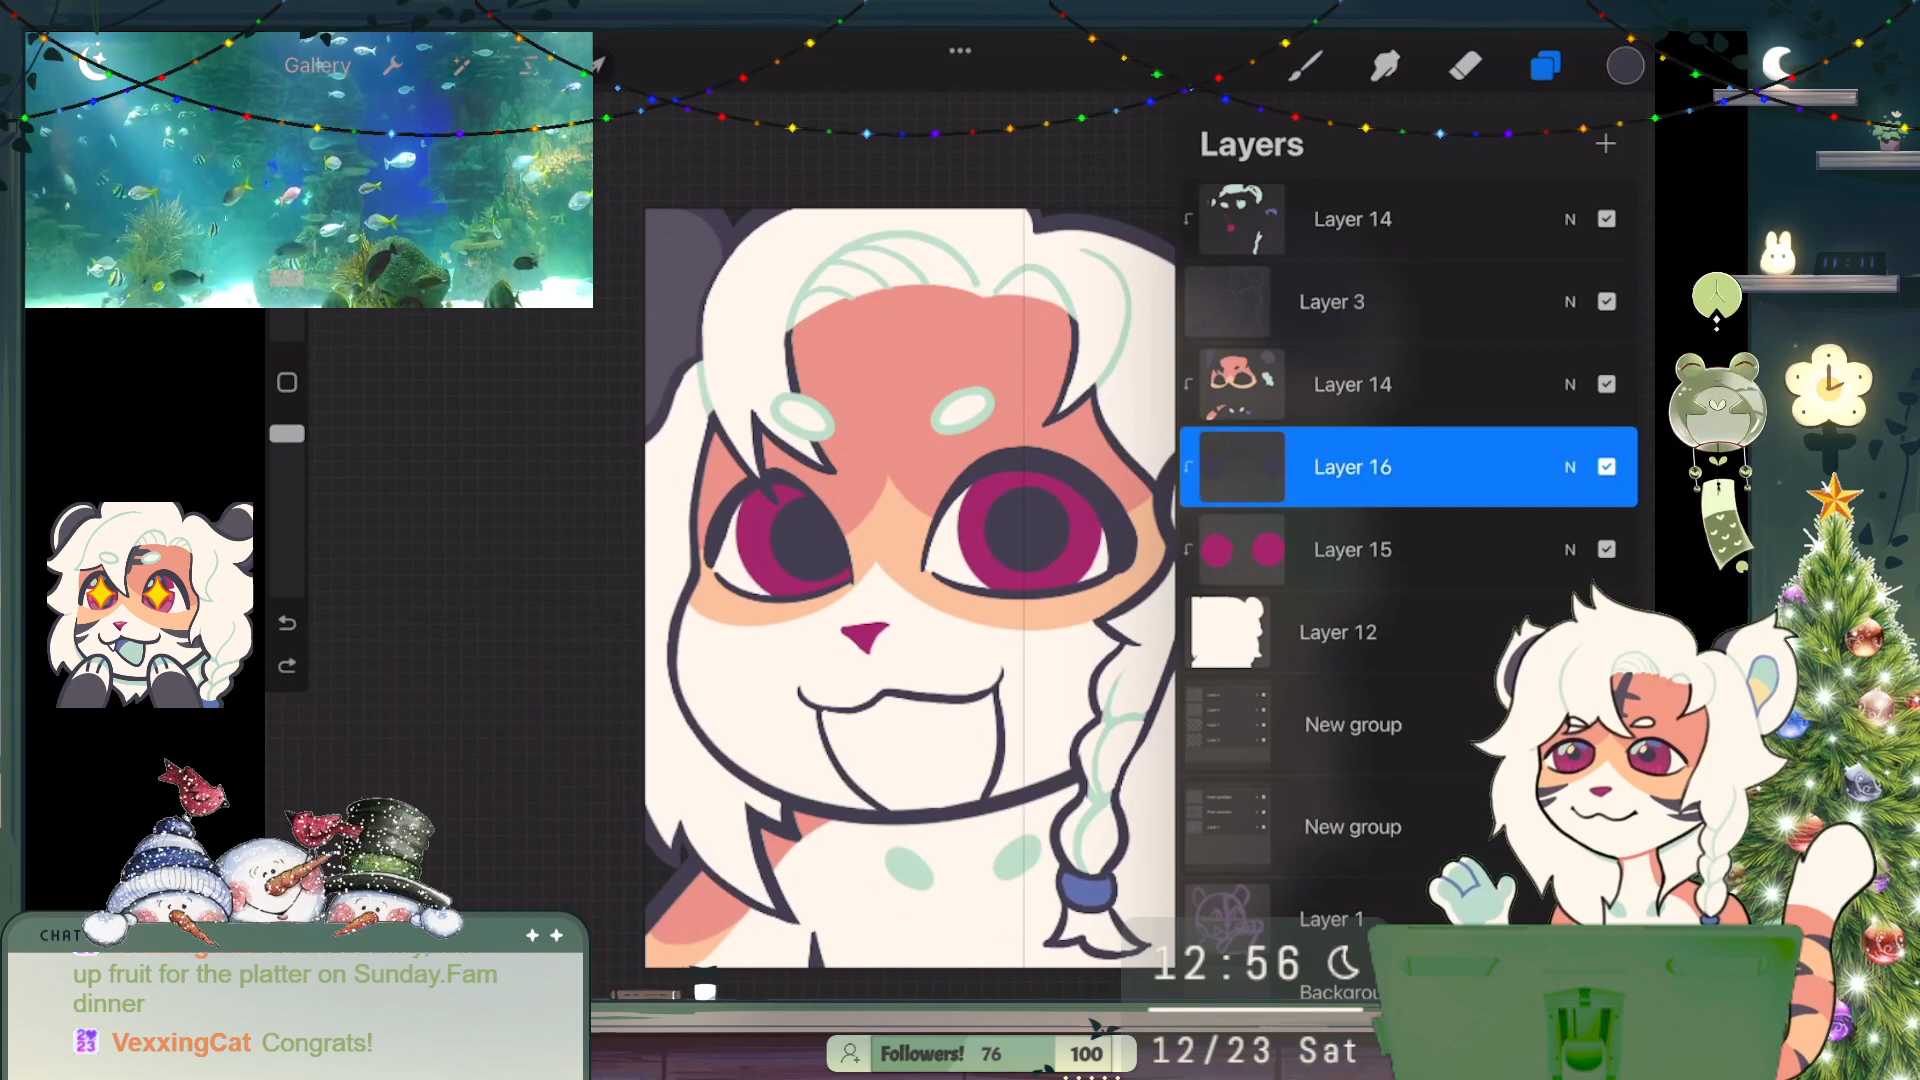 Gallery
Layers
Layer 14
N
Layer 3
N
Layer 14
N
Layer 16
N
Layer 15
N
Layer 12
New group
New group
Layer 1
12:56
Backgrou
12/23 Sat
CHAT
up fruit for the platter on Sunday.Fam
dinner
VexxingCat Congrats!
Followers! 76 100